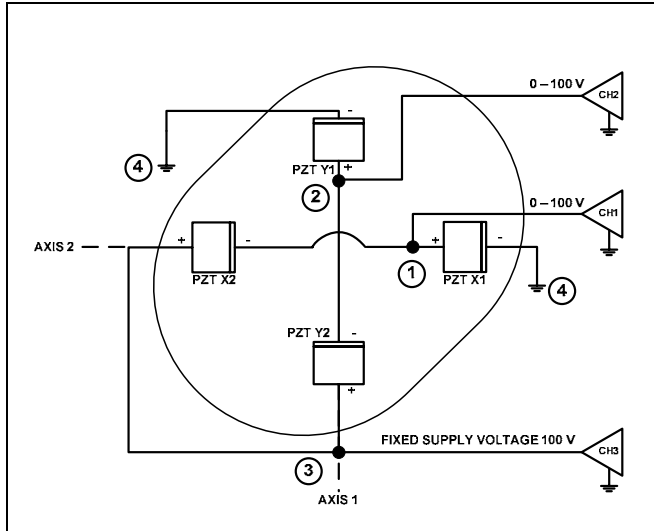 0 – 100 V
CH2
-
4
PZT Y1
+
2
0 – 100 V
CH1
AXIS 2
+
-
+
-
PZT X2
1
PZT X1
4
PZT Y2
-
+
FIXED SUPPLY VOLTAGE 100 V
CH3
3
AXIS 1